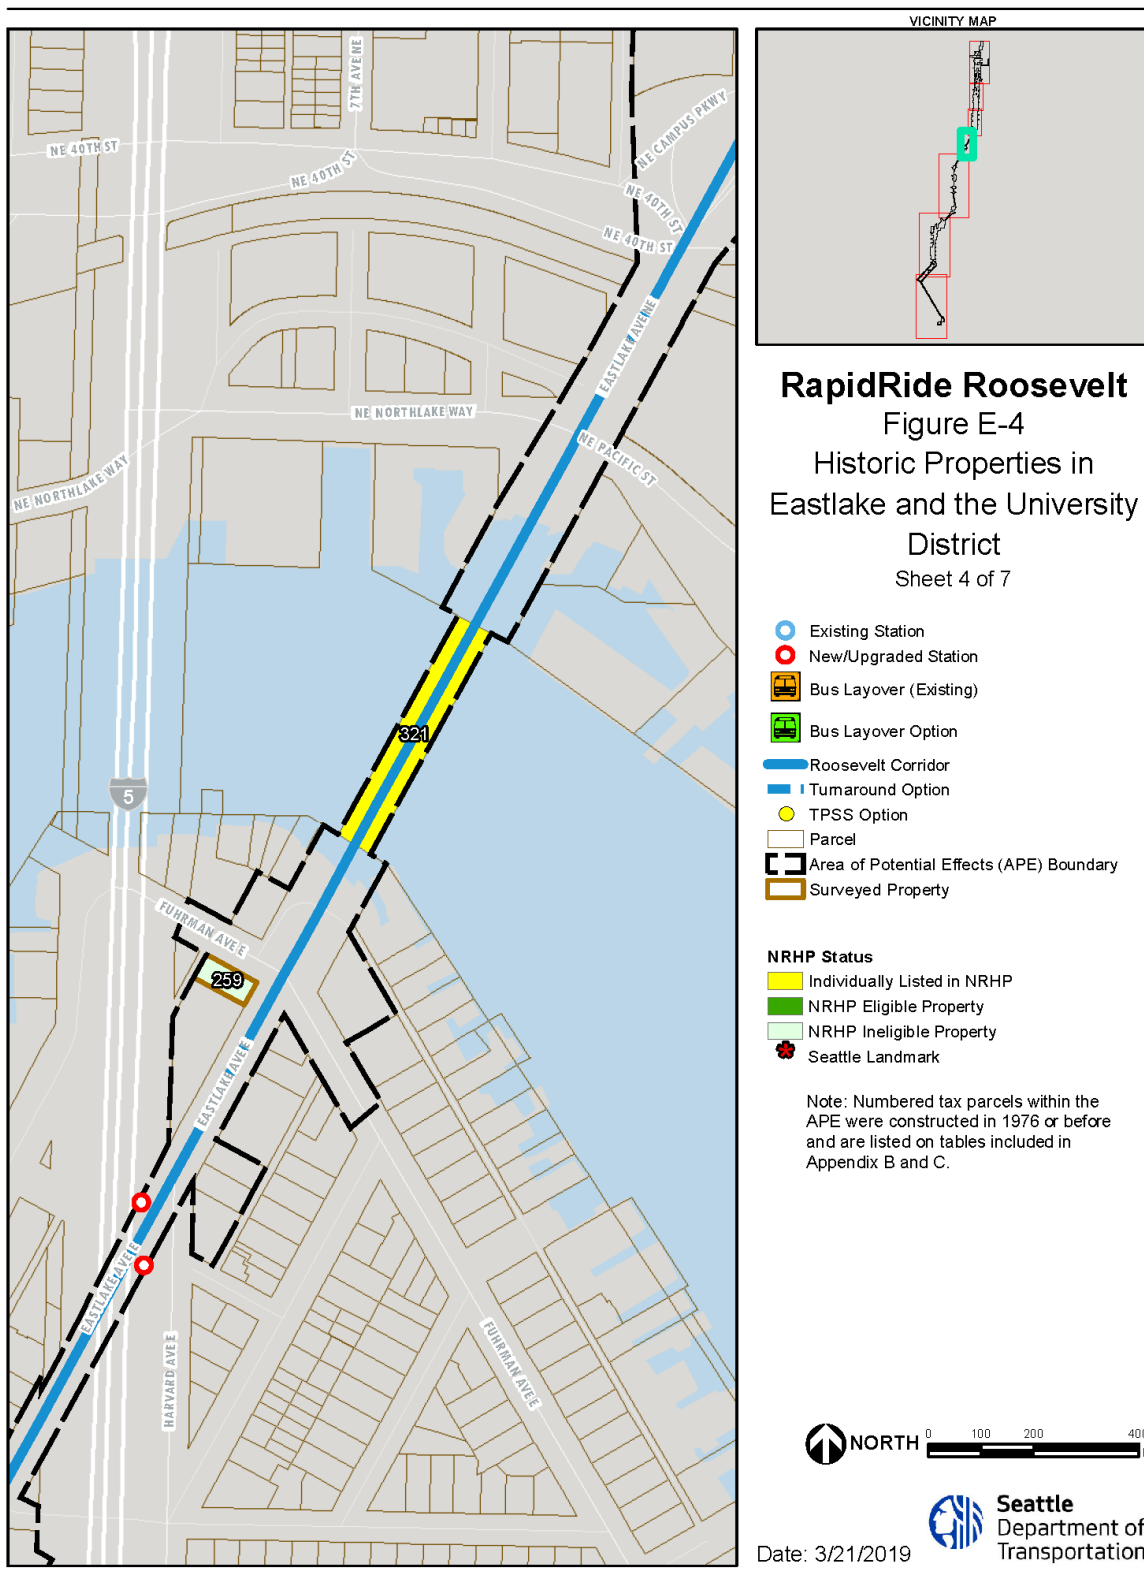 VICINITY MAP
7TH AVE NE
NE CAMPUS PKWY
NE 40TH ST
NE 40TH ST
NE 40TH ST
NE 40TH ST
EASTLAKE AVE NE
NE NORTHLAKE WAY
NE PACIFIC ST
NE NORTHLAKE WAY
321
5
FUHRMAN AVE E
259
EASTLAKE AVE E
EASTLAKE AVE E
HARVARD AVE E
FUHRMAN AVE E
RapidRide Roosevelt
Figure E-4
Historic Properties in
Eastlake and the University
District
Sheet 4 of 7
Existing Station
New/Upgraded Station
Bus Layover (Existing)
Bus Layover Option
Roosevelt Corridor
Turnaround Option
TPSS Option
Parcel
Area of Potential Effects (APE) Boundary
Surveyed Property
NRHP Status
Individually Listed in NRHP
NRHP Eligible Property
NRHP Ineligible Property
Seattle Landmark
Note: Numbered tax parcels within the
APE were constructed in 1976 or before
and are listed on tables included in
Appendix B and C.
NORTH
0 100 200 400
Seattle
Department of
Transportation
Date: 3/21/2019